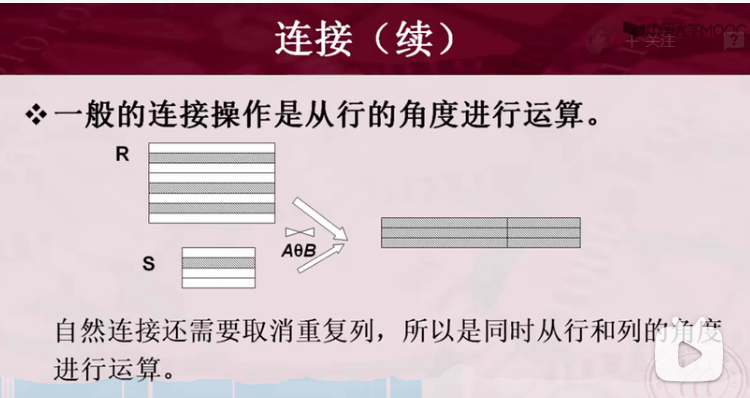 连接（续）
中国大学MOOC
＋关注
?
❖一般的连接操作是从行的角度进行运算。
R
AθB
S
自然连接还需要取消重复列，所以是同时从行和列的角度
进行运算。